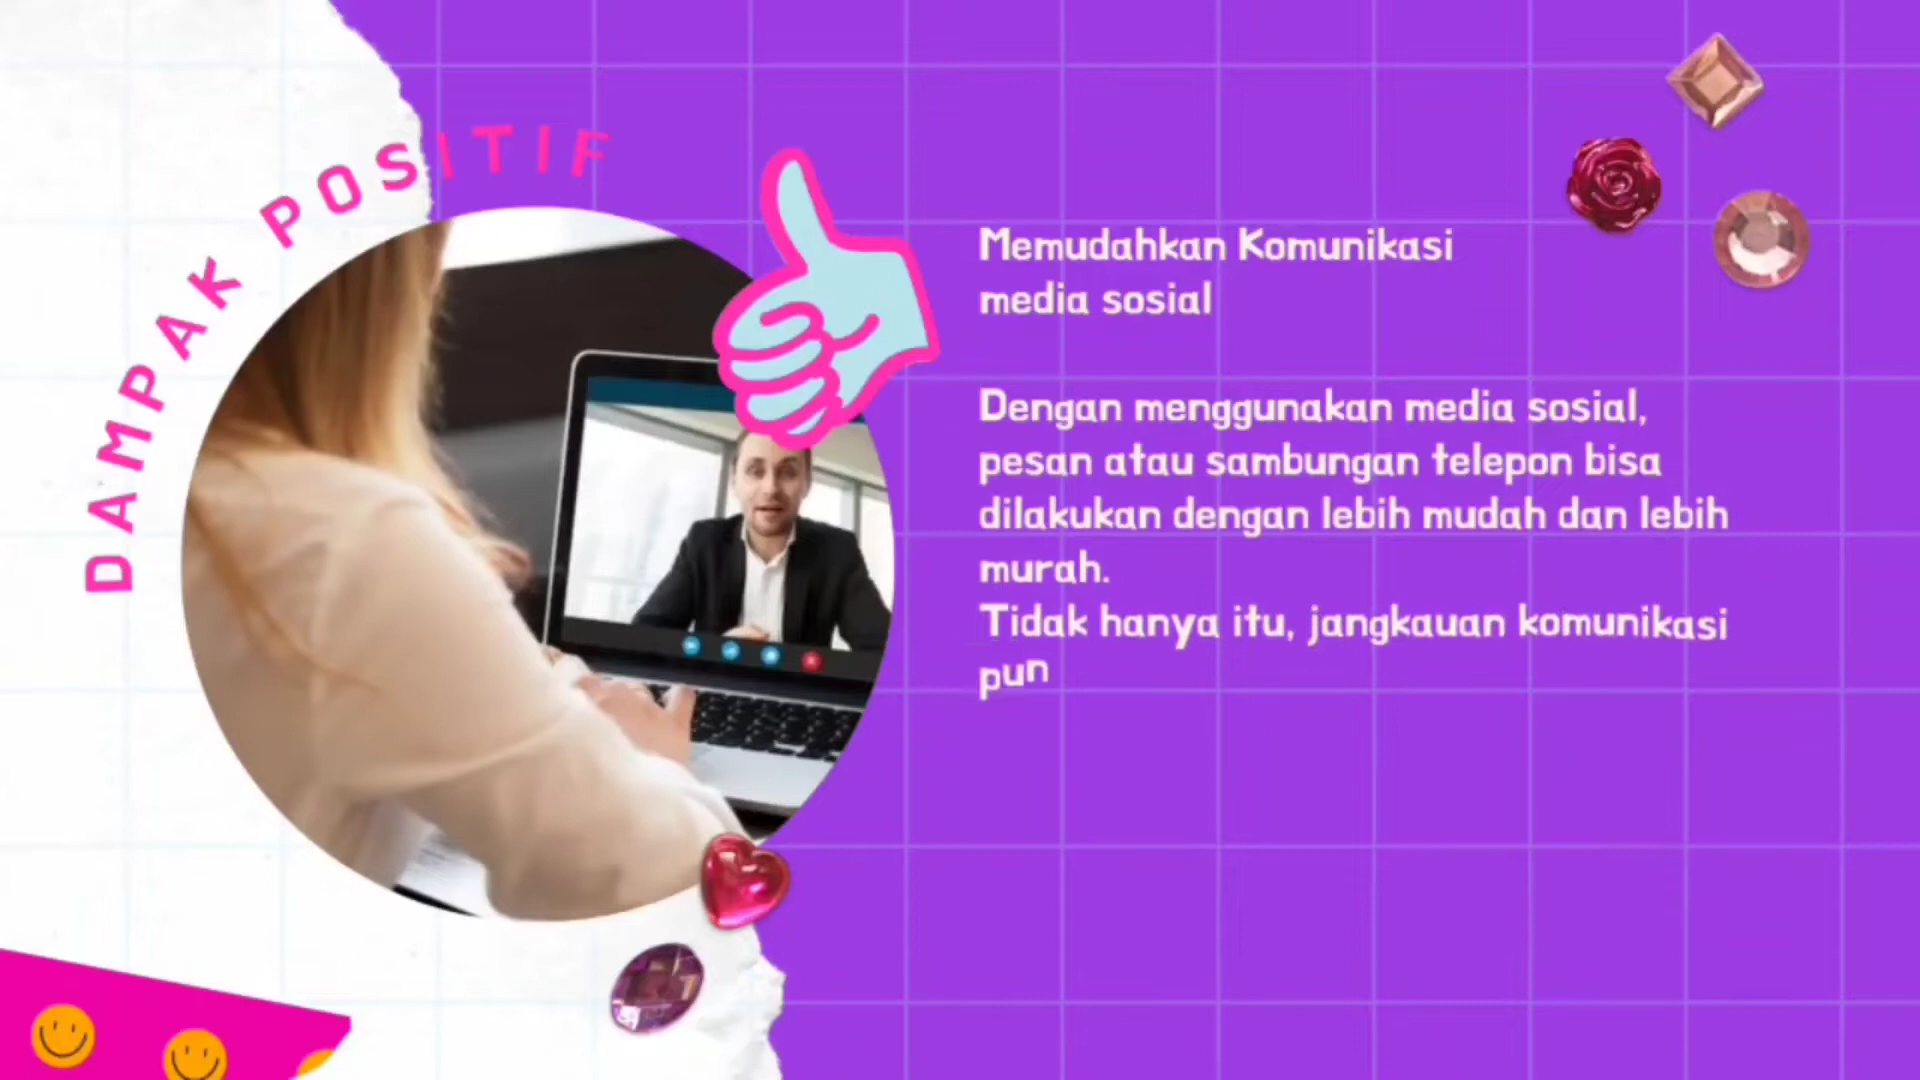 DAMPAK POSITIF
Memudahkan Komunikasi
media sosial
Dengan menggunakan media sosial,
pesan atau sambungan telepon bisa
dilakukan dengan lebih mudah dan lebih
murah.
Tidak hanya itu, jangkauan komunikasi
pun